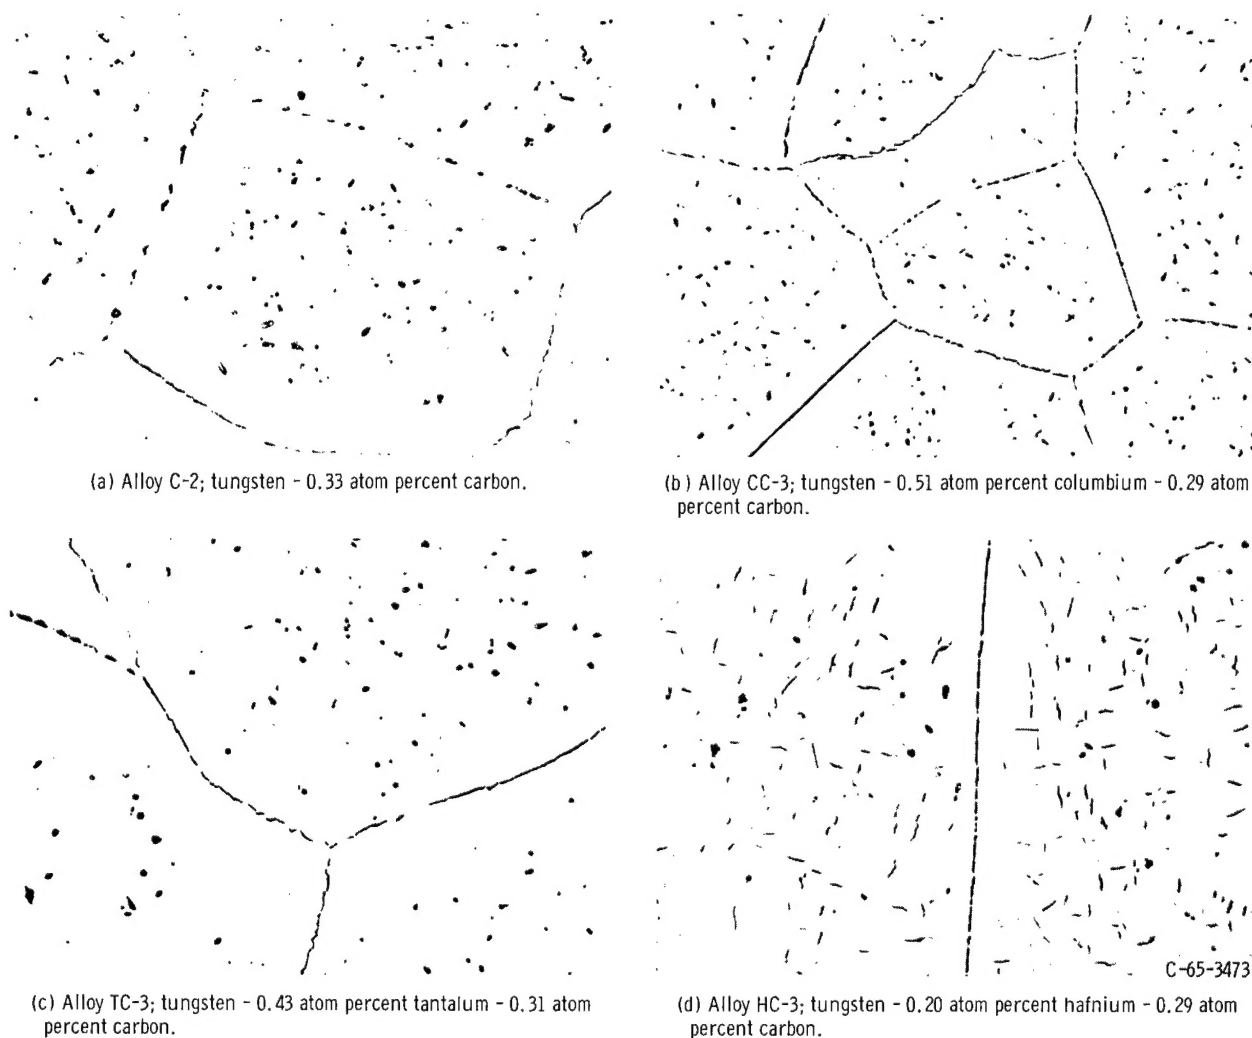 (a) Alloy C-2; tungsten - 0.33 atom percent carbon.
(b) Alloy CC-3; tungsten - 0.51 atom percent columbium - 0.29 atom
percent carbon.
C-65-3473
(c) Alloy TC-3; tungsten - 0.43 atom percent tantalum - 0.31 atom
percent carbon.
(d) Alloy HC-3; tungsten - 0.20 atom percent hafnium - 0.29 atom
percent carbon.